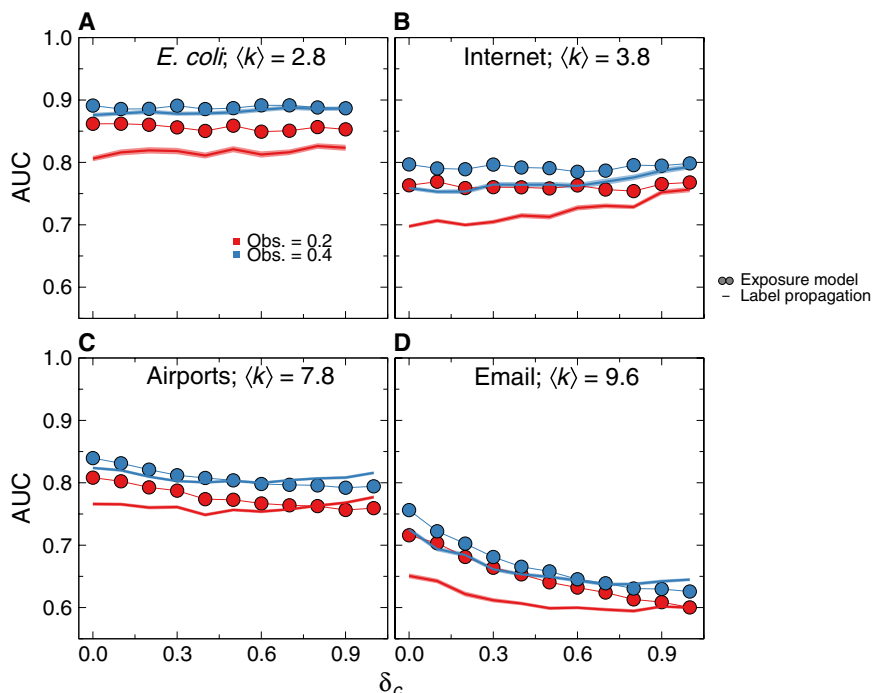 A
B
E. coli; ⟨k⟩ = 2.8
Internet; ⟨k⟩ = 3.8
1.0
0.9
0.8
0.7
0.6
AUC
Obs. = 0.2
Obs. = 0.4
Exposure model
Label propagation
C
D
Airports; ⟨k⟩ = 7.8
Email; ⟨k⟩ = 9.6
1.0
0.9
0.8
0.7
0.6
AUC
0.0 0.3 0.6 0.9
0.0 0.3 0.6 0.9